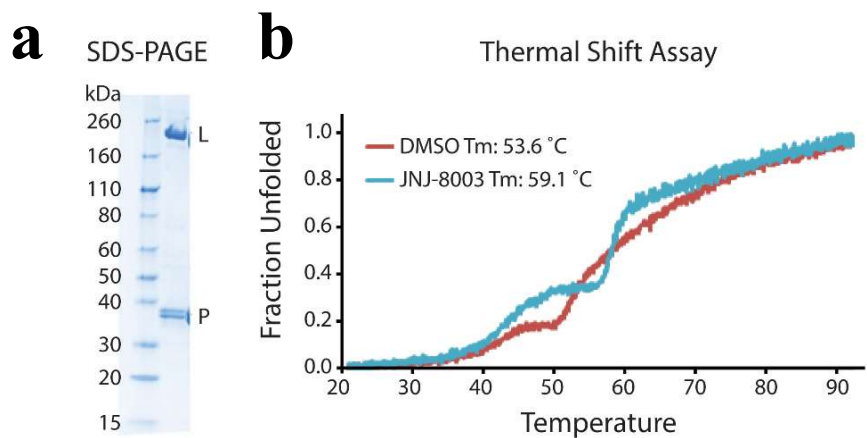 a
SDS-PAGE
kDa
260
160
110
80
60
50
40
30
20
15
L
P
b
Thermal Shift Assay
Fraction Unfolded
1.0
0.8
0.6
0.4
0.2
0.0
DMSO Tm: 53.6 ˚C
JNJ-8003 Tm: 59.1 ˚C
20 30 40 50 60 70 80 90
Temperature